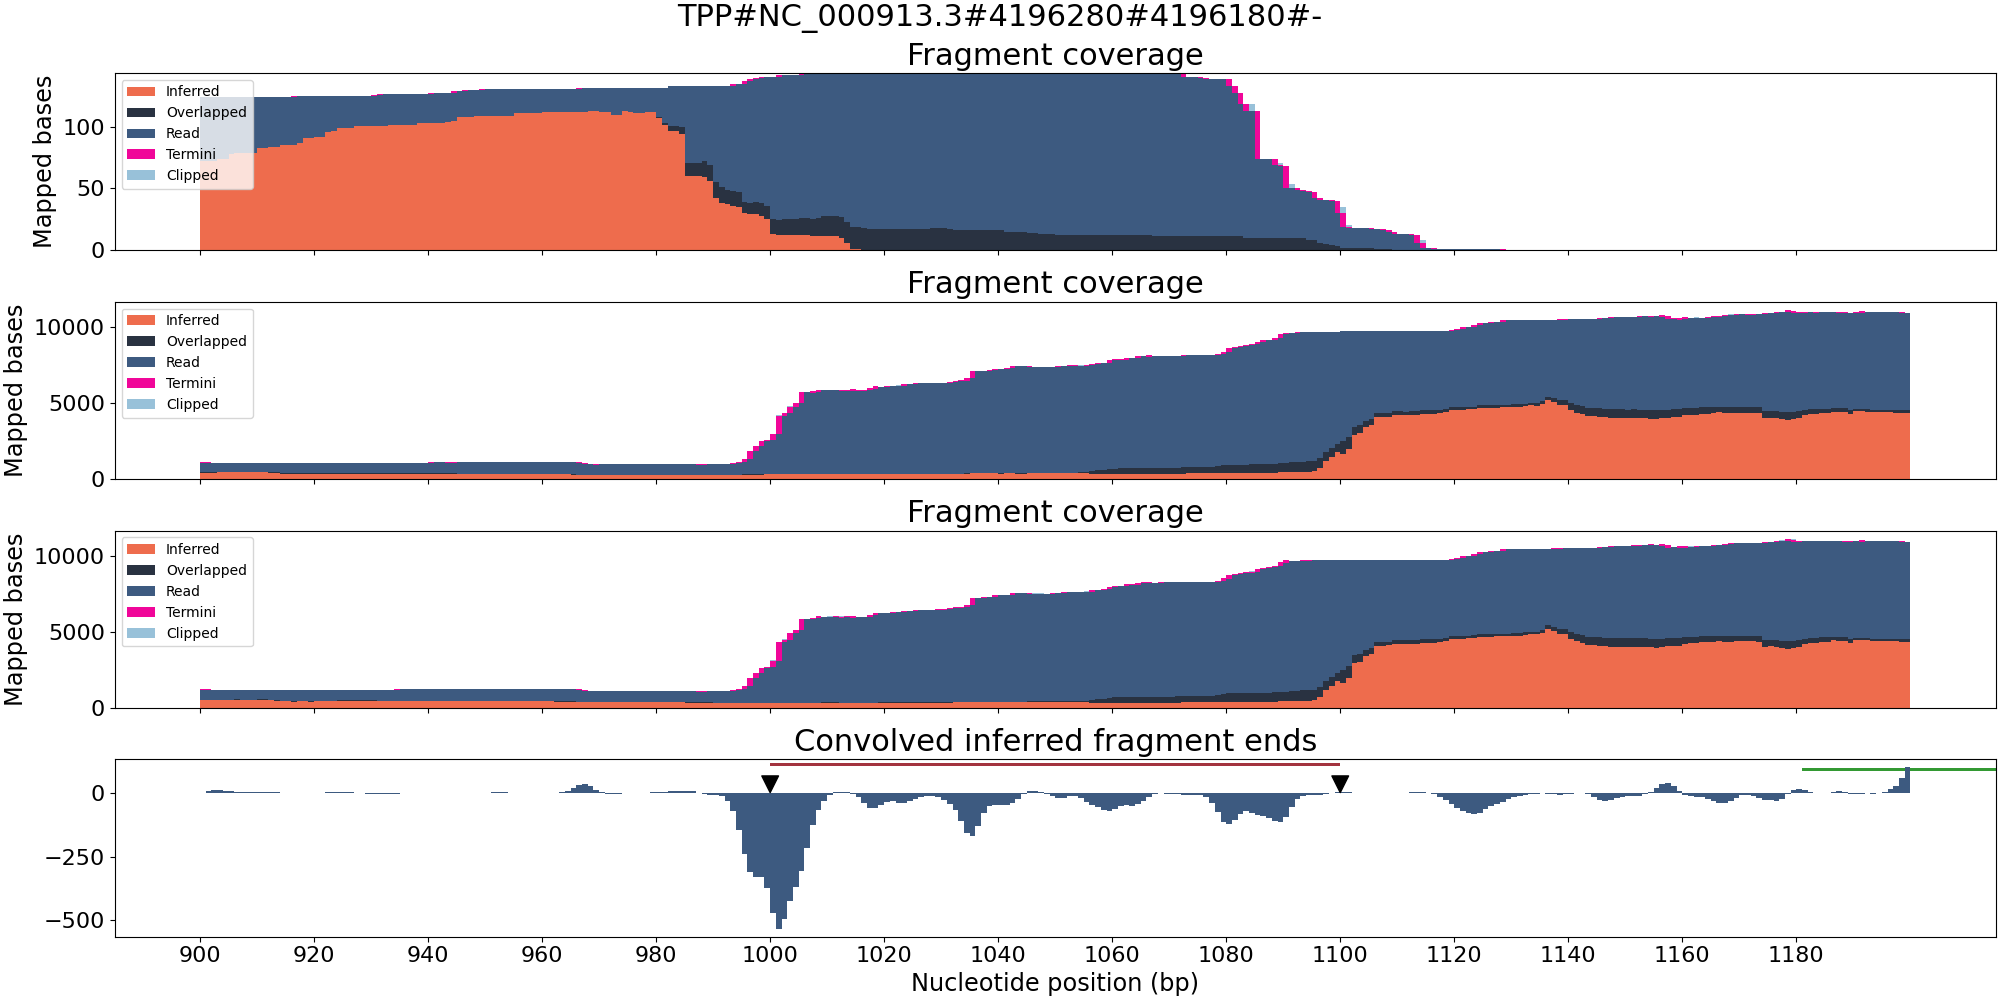 TPP#NC_000913.3#4196280#4196180#-
Fragment coverage
Mapped bases
100
50
0
Inferred
Overlapped
Read
Termini
Clipped
Fragment coverage
Mapped bases
10000
5000
0
Inferred
Overlapped
Read
Termini
Clipped
Fragment coverage
Mapped bases
10000
5000
0
Inferred
Overlapped
Read
Termini
Clipped
Convolved inferred fragment ends
0
−250
−500
900 920 940 960 980 1000 1020 1040 1060 1080 1100 1120 1140 1160 1180
Nucleotide position (bp)